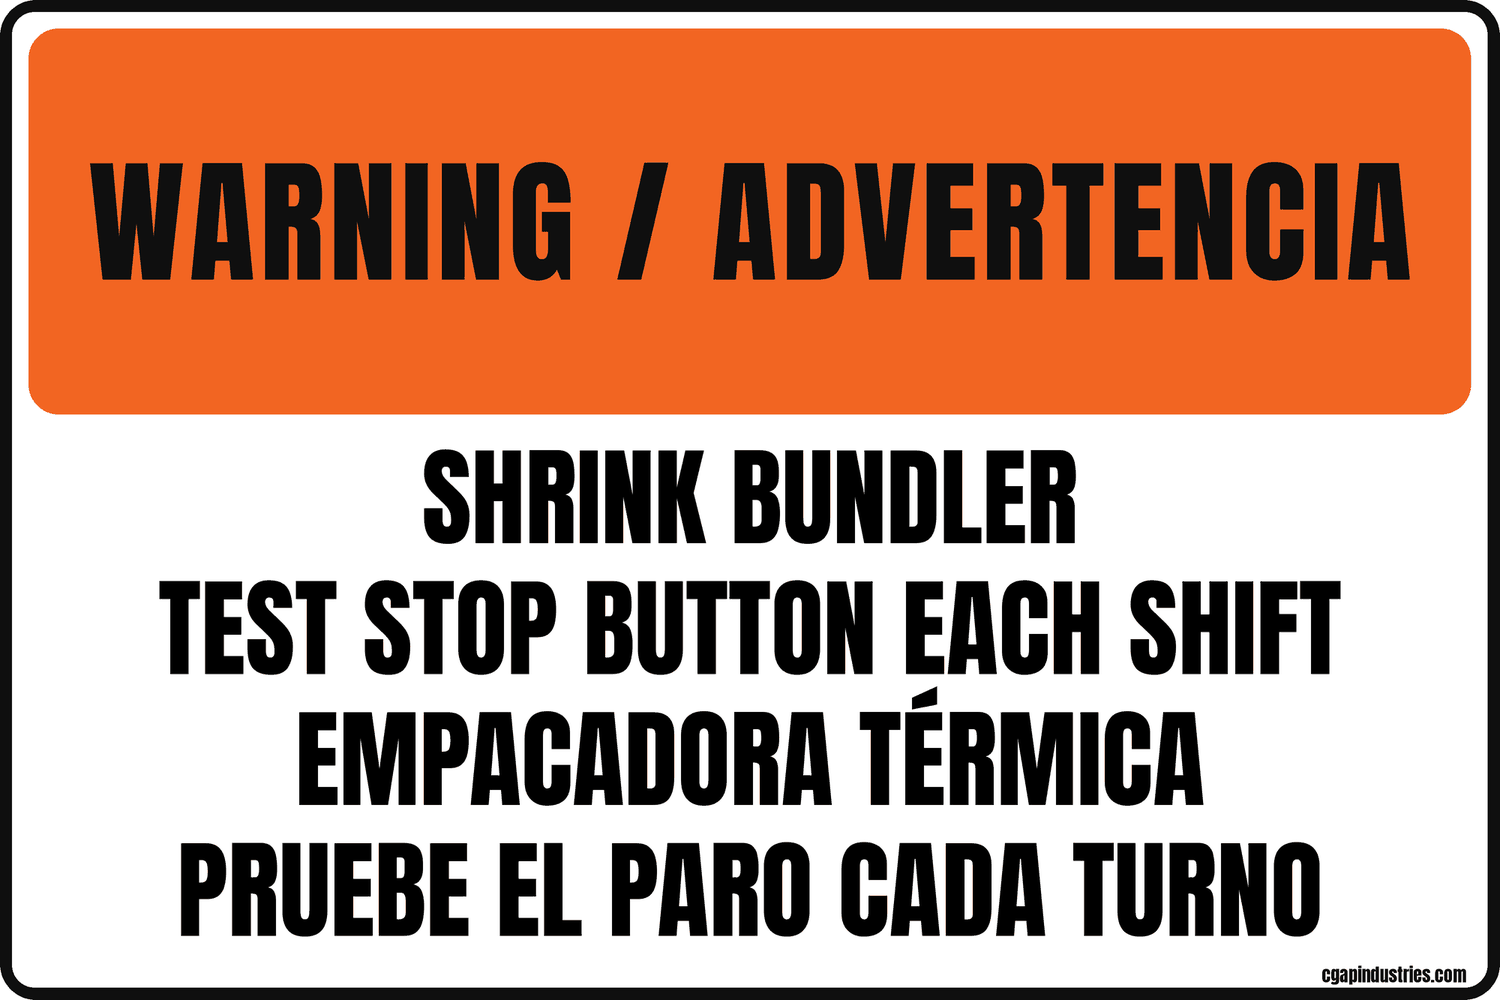 WARNING / ADVERTENCIA
SHRINK BUNDLER
TEST STOP BUTTON EACH SHIFT
EMPACADORA TÉRMICA
PRUEBE EL PARO CADA TURNO
cgapindustries.com